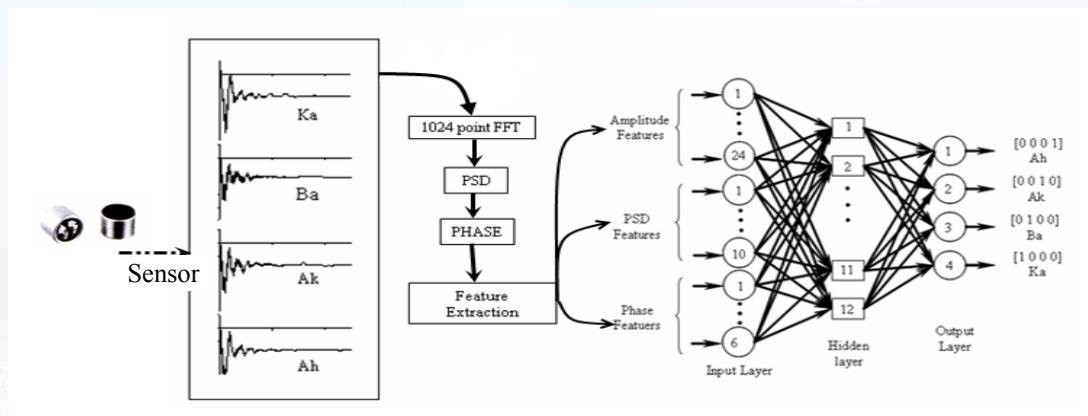 Sensor
Ka
Ba
Ak
Ah
1024 point FFT
PSD
PHASE
Feature
Extraction
Amplitude
Features
PSD
Features
Phase
Featuers
1
24
1
10
1
6
Input Layer
1
2
11
12
Hidden
layer
1
2
3
4
Output
Layer
[0 0 0 1]
Ah
[0 0 1 0]
Ak
[0 1 0 0]
Ba
[1 0 0 0]
Ka